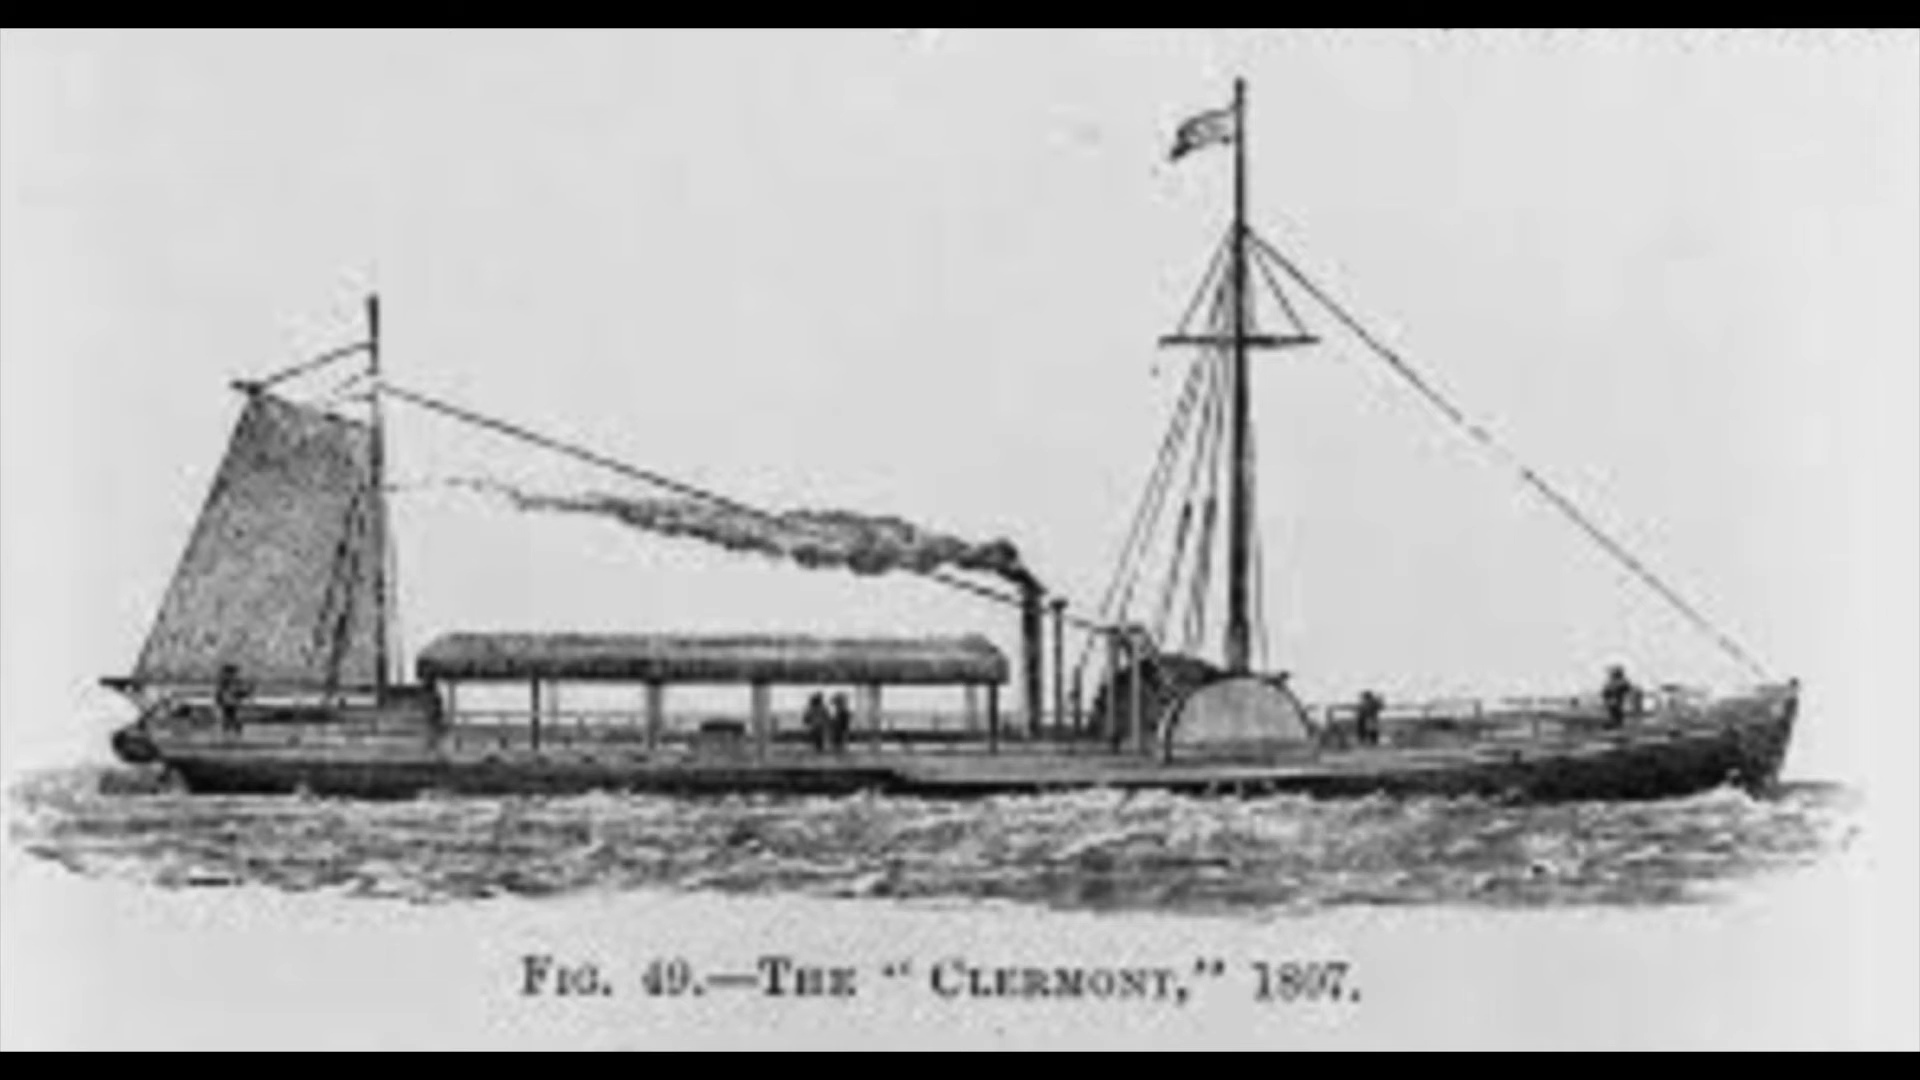 FIG. 49.—THE “CLERMONT,” 1807.